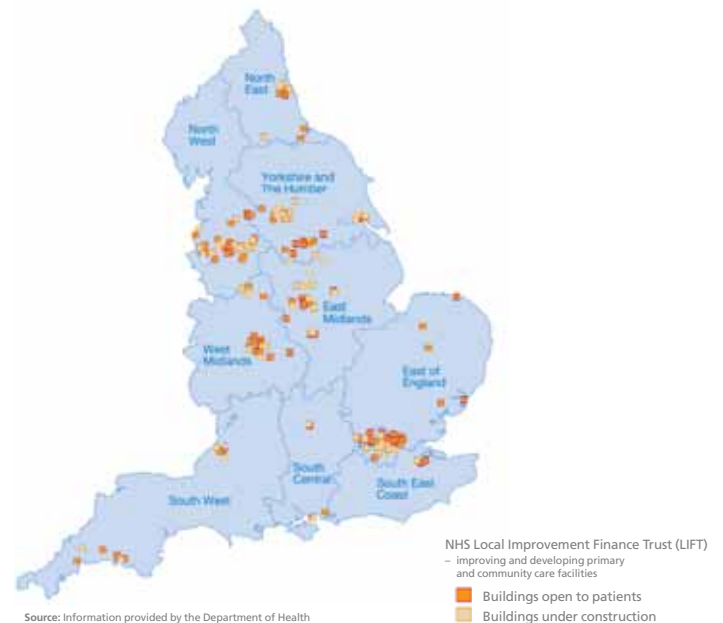 North
East
North
West
Yorkshire and
The Humber
East
Midlands
West
Midlands
East of
England
South
Central
South East
Coast
South West
NHS Local Improvement Finance Trust (LIFT)
– improving and developing primary
and community care facilities
Buildings open to patients
Buildings under construction
Source: Information provided by the Department of Health